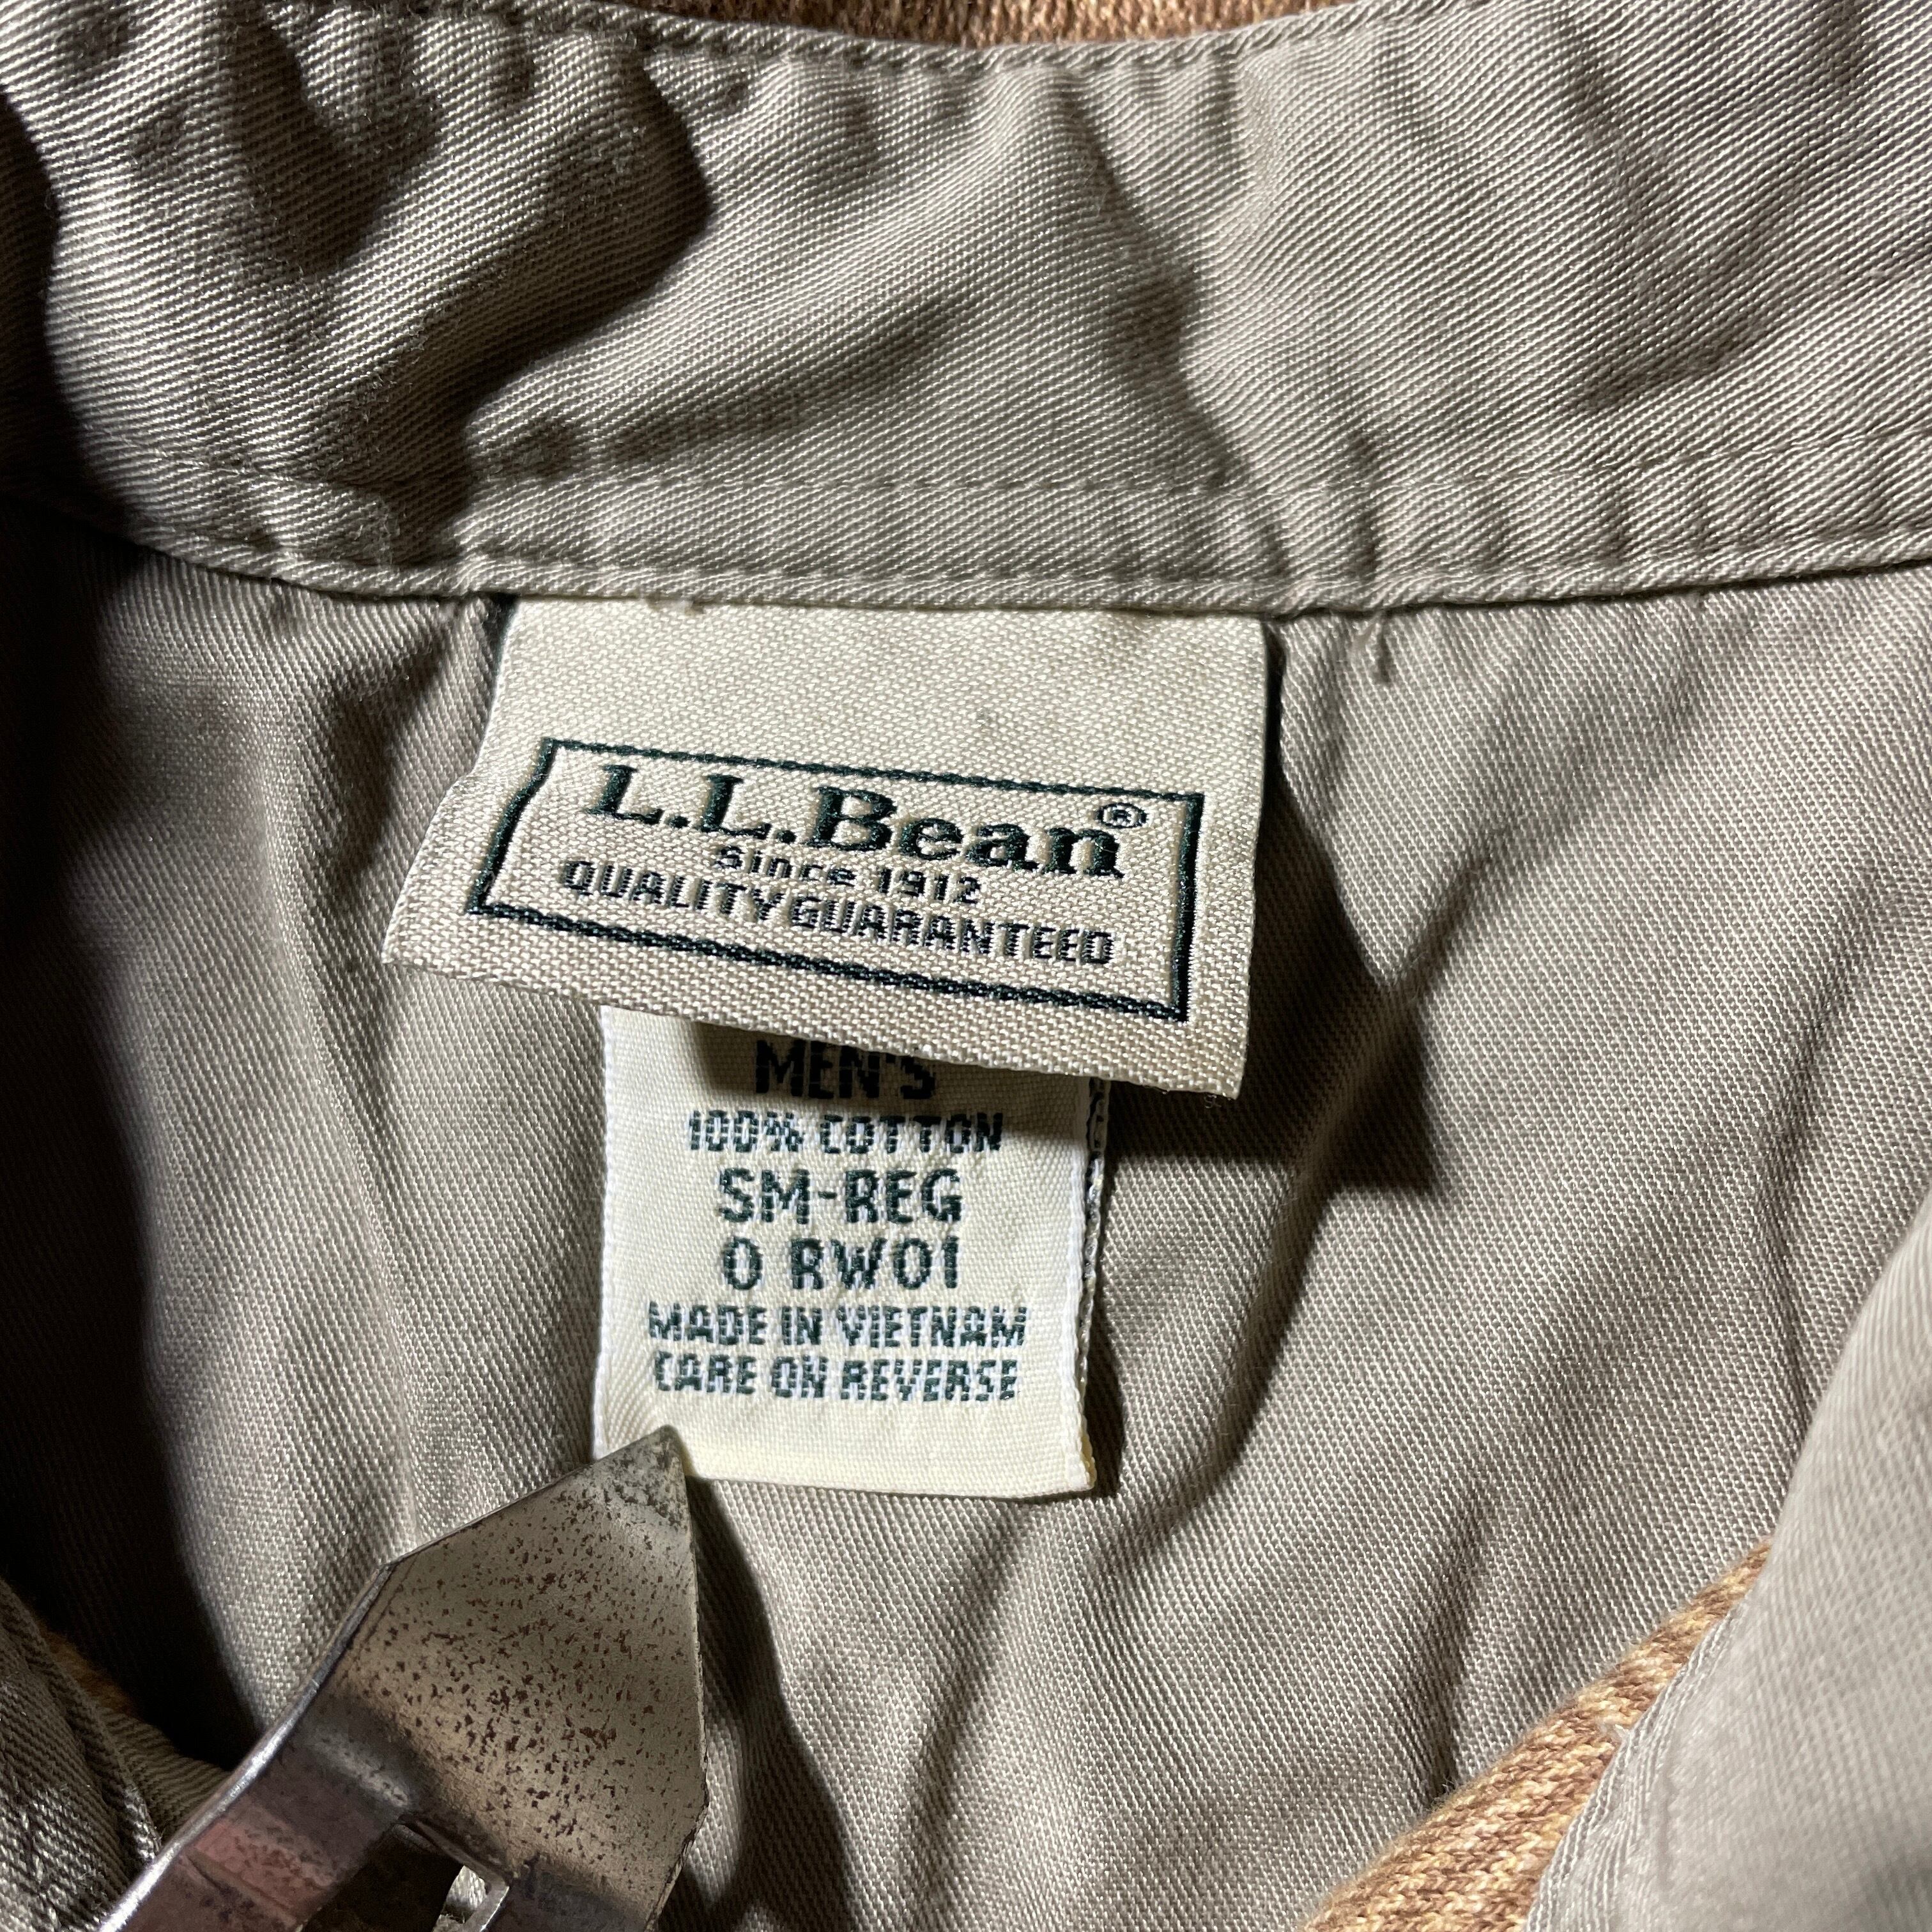 L.L.Bean®
Since 1912
QUALITY GUARANTEED
MEN'S
100% COTTON
SM-REG
0 RW01
MADE IN VIETNAM
CARE ON REVERSE